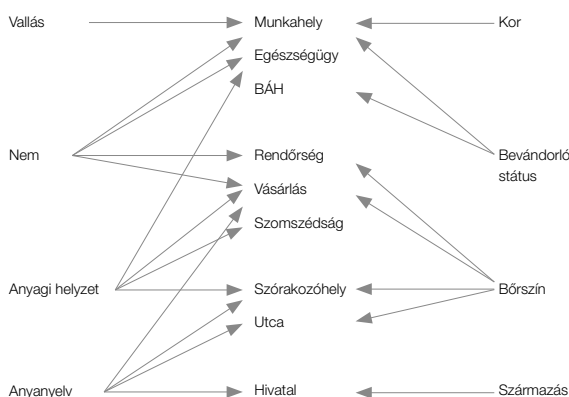 Vallás
Munkahely
Kor
Egészségügy
BÁH
Nem
Rendőrség
Bevándorló
státus
Vásárlás
Szomszédság
Anyagi helyzet
Szórakozóhely
Bőrszín
Utca
Anyanyelv
Hivatal
Származás